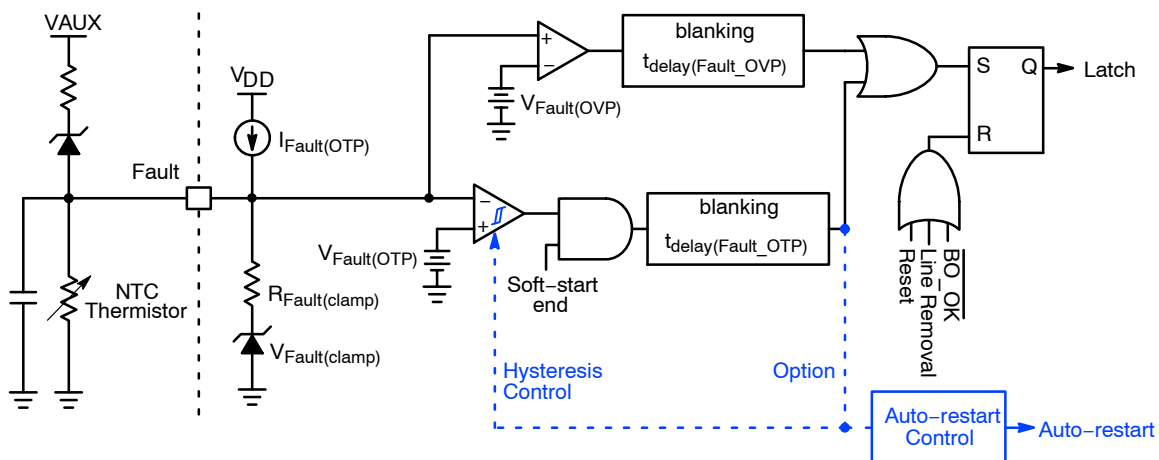 VAUX
Fault
NTC
Thermistor
VDD
IFault(OTP)
RFault(clamp)
VFault(clamp)
+
−
VFault(OVP)
blanking
tdelay(Fault_OVP)
−
+
VFault(OTP)
Soft−start
end
blanking
tdelay(Fault_OTP)
S
Q
R
Latch
Reset
Line Removal
BO_OK
Hysteresis
Control
Option
Auto−restart
Control
Auto−restart